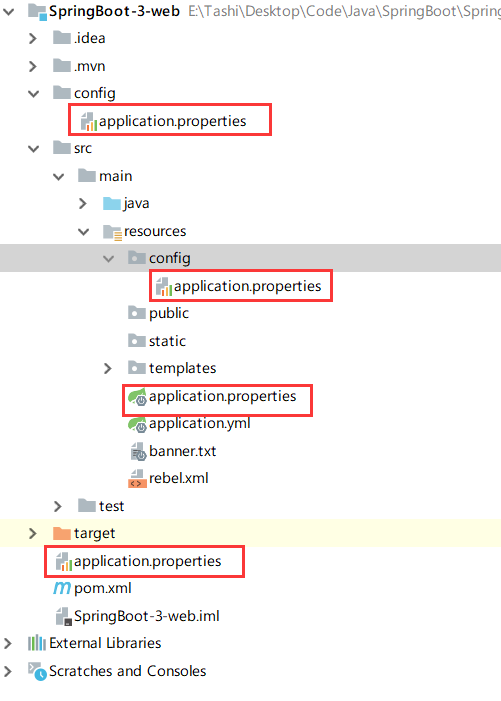 SpringBoot-3-web E:\Tashi\Desktop\Code\Java\SpringBoot\Spring
.idea
.mvn
config
application.properties
src
main
java
resources
config
application.properties
public
static
templates
application.properties
application.yml
banner.txt
rebel.xml
test
target
application.properties
pom.xml
SpringBoot-3-web.iml
External Libraries
Scratches and Consoles